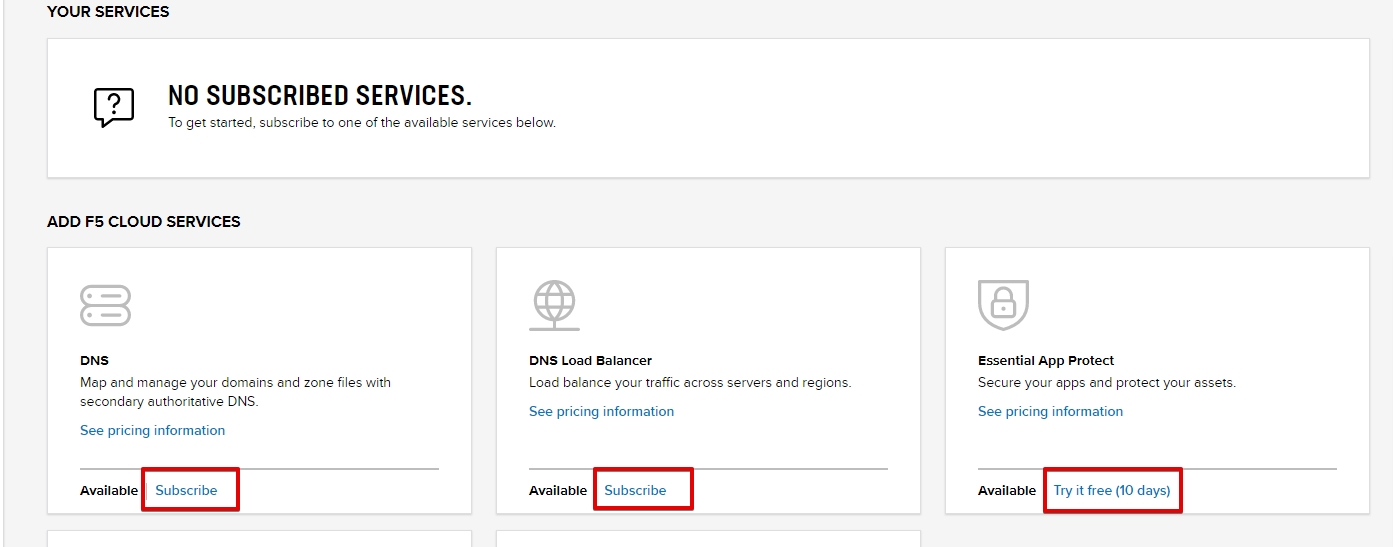 YOUR SERVICES
?
NO SUBSCRIBED SERVICES.
To get started, subscribe to one of the available services below.
ADD F5 CLOUD SERVICES
DNS
Map and manage your domains and zone files with
secondary authoritative DNS.
See pricing information
Available Subscribe
DNS Load Balancer
Load balance your traffic across servers and regions.
See pricing information
Available Subscribe
Essential App Protect
Secure your apps and protect your assets.
See pricing information
Available Try it free (10 days)